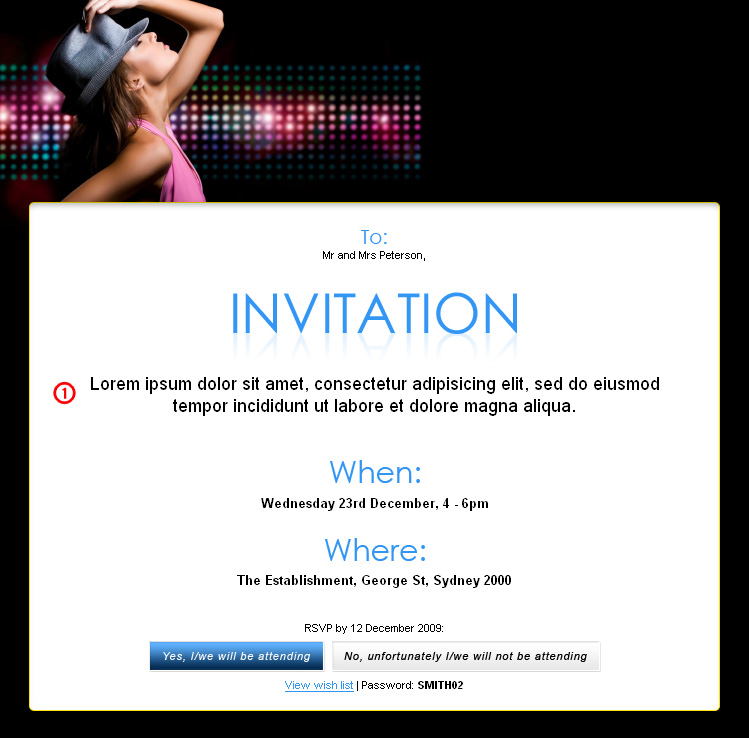 To:
Mr and Mrs Peterson,
INVITATION
1
Lorem ipsum dolor sit amet, consectetur adipisicing elit, sed do eiusmod
tempor incididunt ut labore et dolore magna aliqua.
When:
Wednesday 23rd December, 4 - 6pm
Where:
The Establishment, George St, Sydney 2000
RSVP by 12 December 2009:
Yes, I/we will be attending
No, unfortunately I/we will not be attending
View wish list | Password: SMITH02